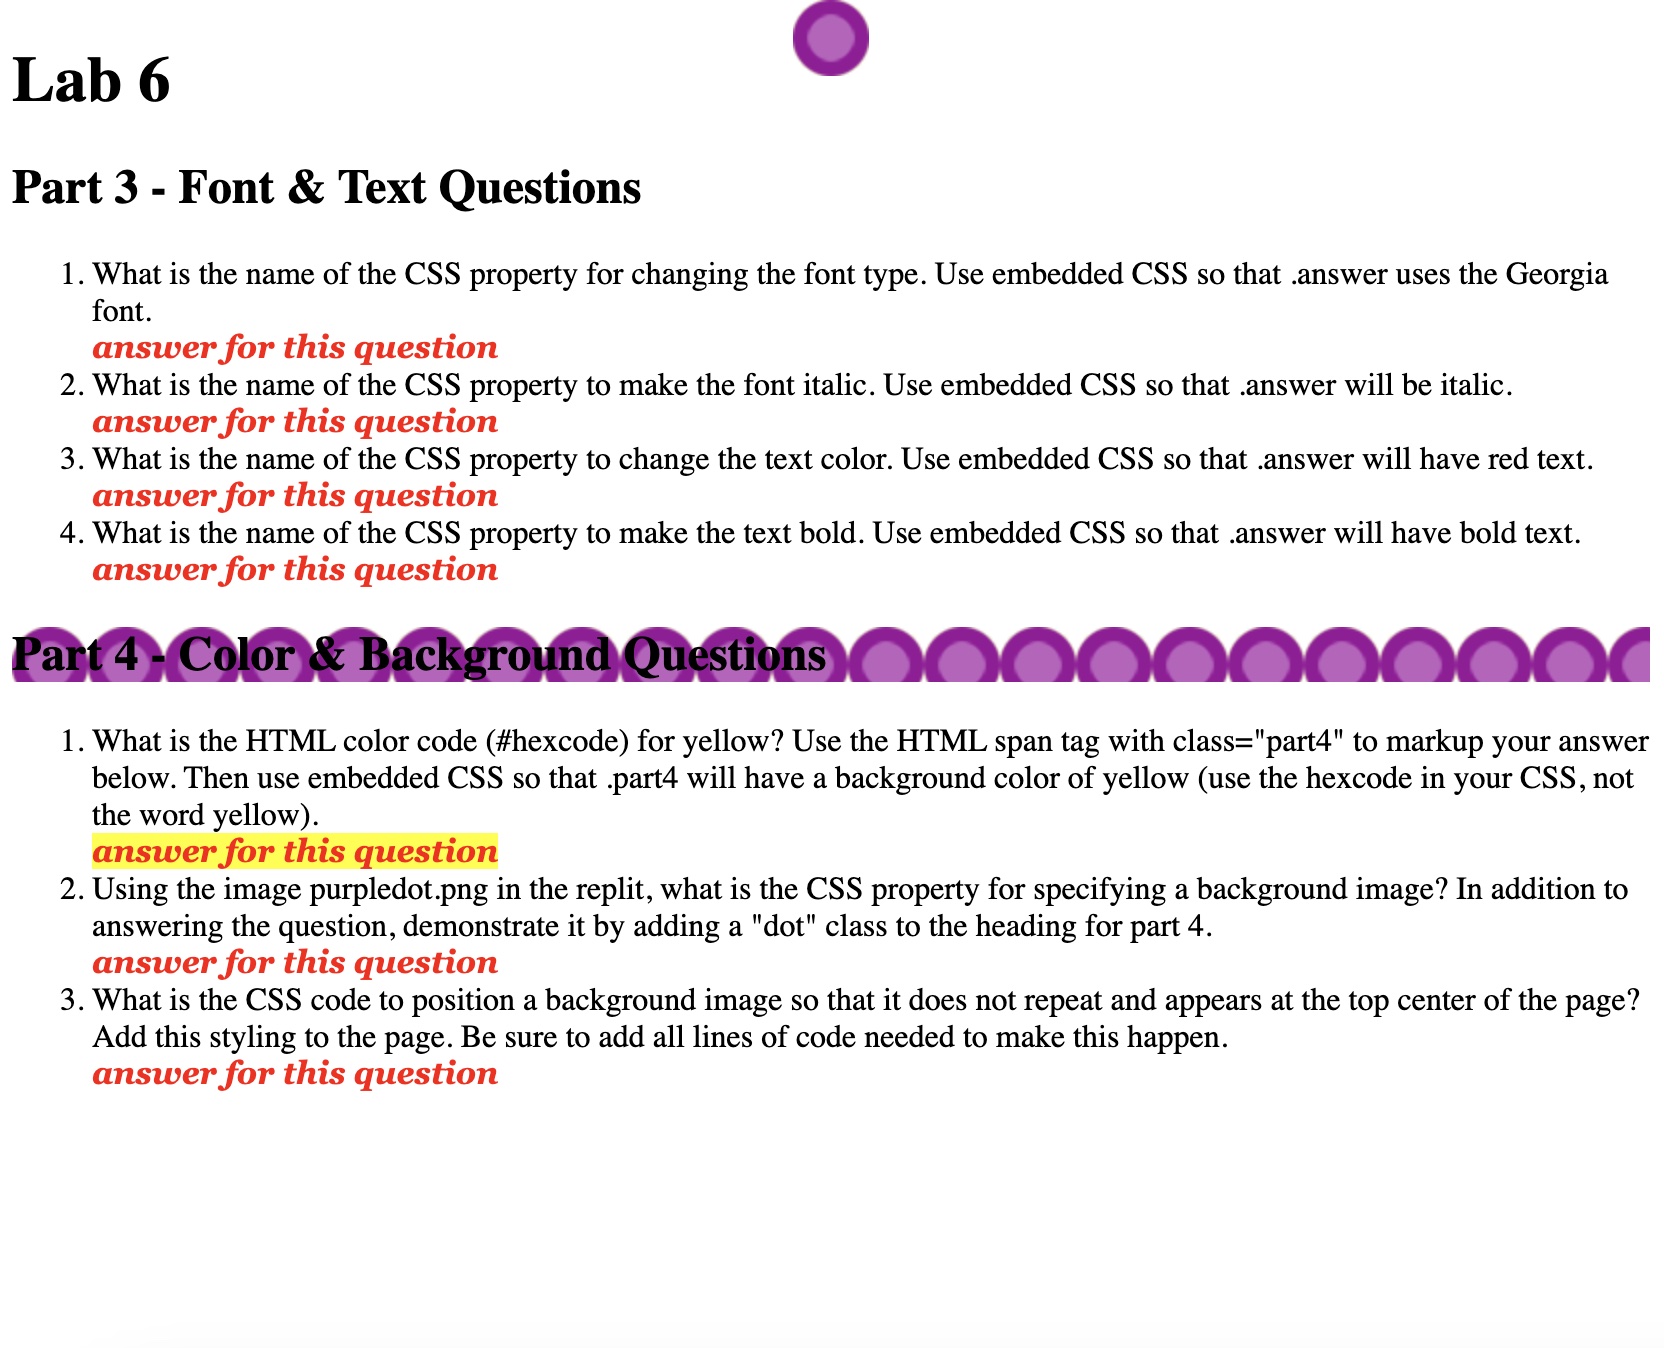 Lab 6
Part 3 - Font & Text Questions
1. What is the name of the CSS property for changing the font type. Use embedded CSS so that .answer uses the Georgia
font.
answer for this question
2. What is the name of the CSS property to make the font italic. Use embedded CSS so that .answer will be italic.
answer for this question
3. What is the name of the CSS property to change the text color. Use embedded CSS so that .answer will have red text.
answer for this question
4. What is the name of the CSS property to make the text bold. Use embedded CSS so that .answer will have bold text.
answer for this question
Part 4 - Color & Background Questions
1. What is the HTML color code (#hexcode) for yellow? Use the HTML span tag with class="part4" to markup your answer
below. Then use embedded CSS so that .part4 will have a background color of yellow (use the hexcode in your CSS, not
the word yellow).
answer for this question
2. Using the image purpledot.png in the replit, what is the CSS property for specifying a background image? In addition to
answering the question, demonstrate it by adding a "dot" class to the heading for part 4.
answer for this question
3. What is the CSS code to position a background image so that it does not repeat and appears at the top center of the page?
Add this styling to the page. Be sure to add all lines of code needed to make this happen.
answer for this question